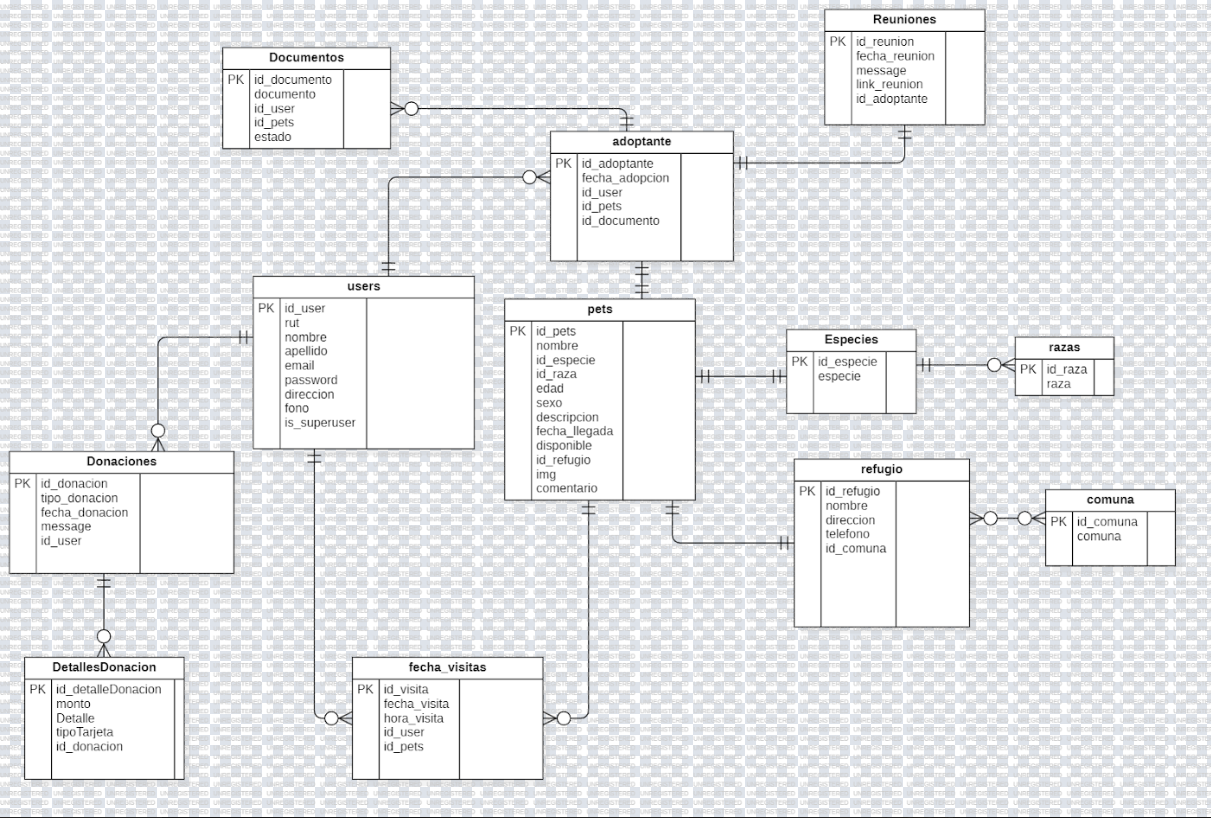 Reuniones
PK id_reunion
fecha_reunion
message
link_reunion
id_adoptante
Documentos
PK id_documento
documento
id_user
id_pets
estado
adoptante
PK id_adoptante
fecha_adopcion
id_user
id_pets
id_documento
users
PK id_user
rut
nombre
apellido
email
password
direccion
fono
is_superuser
pets
PK id_pets
nombre
id_especie
id_raza
edad
sexo
descripcion
fecha_llegada
disponible
id_refugio
img
comentario
Especies
PK id_especie
especie
razas
PK id_raza
raza
Donaciones
PK id_donacion
tipo_donacion
fecha_donacion
message
id_user
refugio
PK id_refugio
nombre
direccion
telefono
id_comuna
comuna
PK id_comuna
comuna
DetallesDonacion
PK id_detalleDonacion
monto
Detalle
tipoTarjeta
id_donacion
fecha_visitas
PK id_visita
fecha_visita
hora_visita
id_user
id_pets
UNREGISTERED